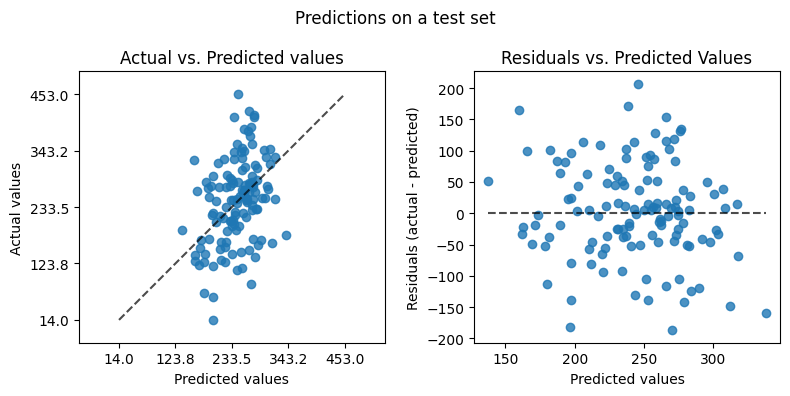 Predictions on a test set
Actual vs. Predicted values
Actual values
453.0
343.2
233.5
123.8
14.0
14.0 123.8 233.5 343.2 453.0
Predicted values
Residuals vs. Predicted Values
Residuals (actual - predicted)
200
150
100
50
0
−50
−100
−150
−200
150 200 250 300
Predicted values